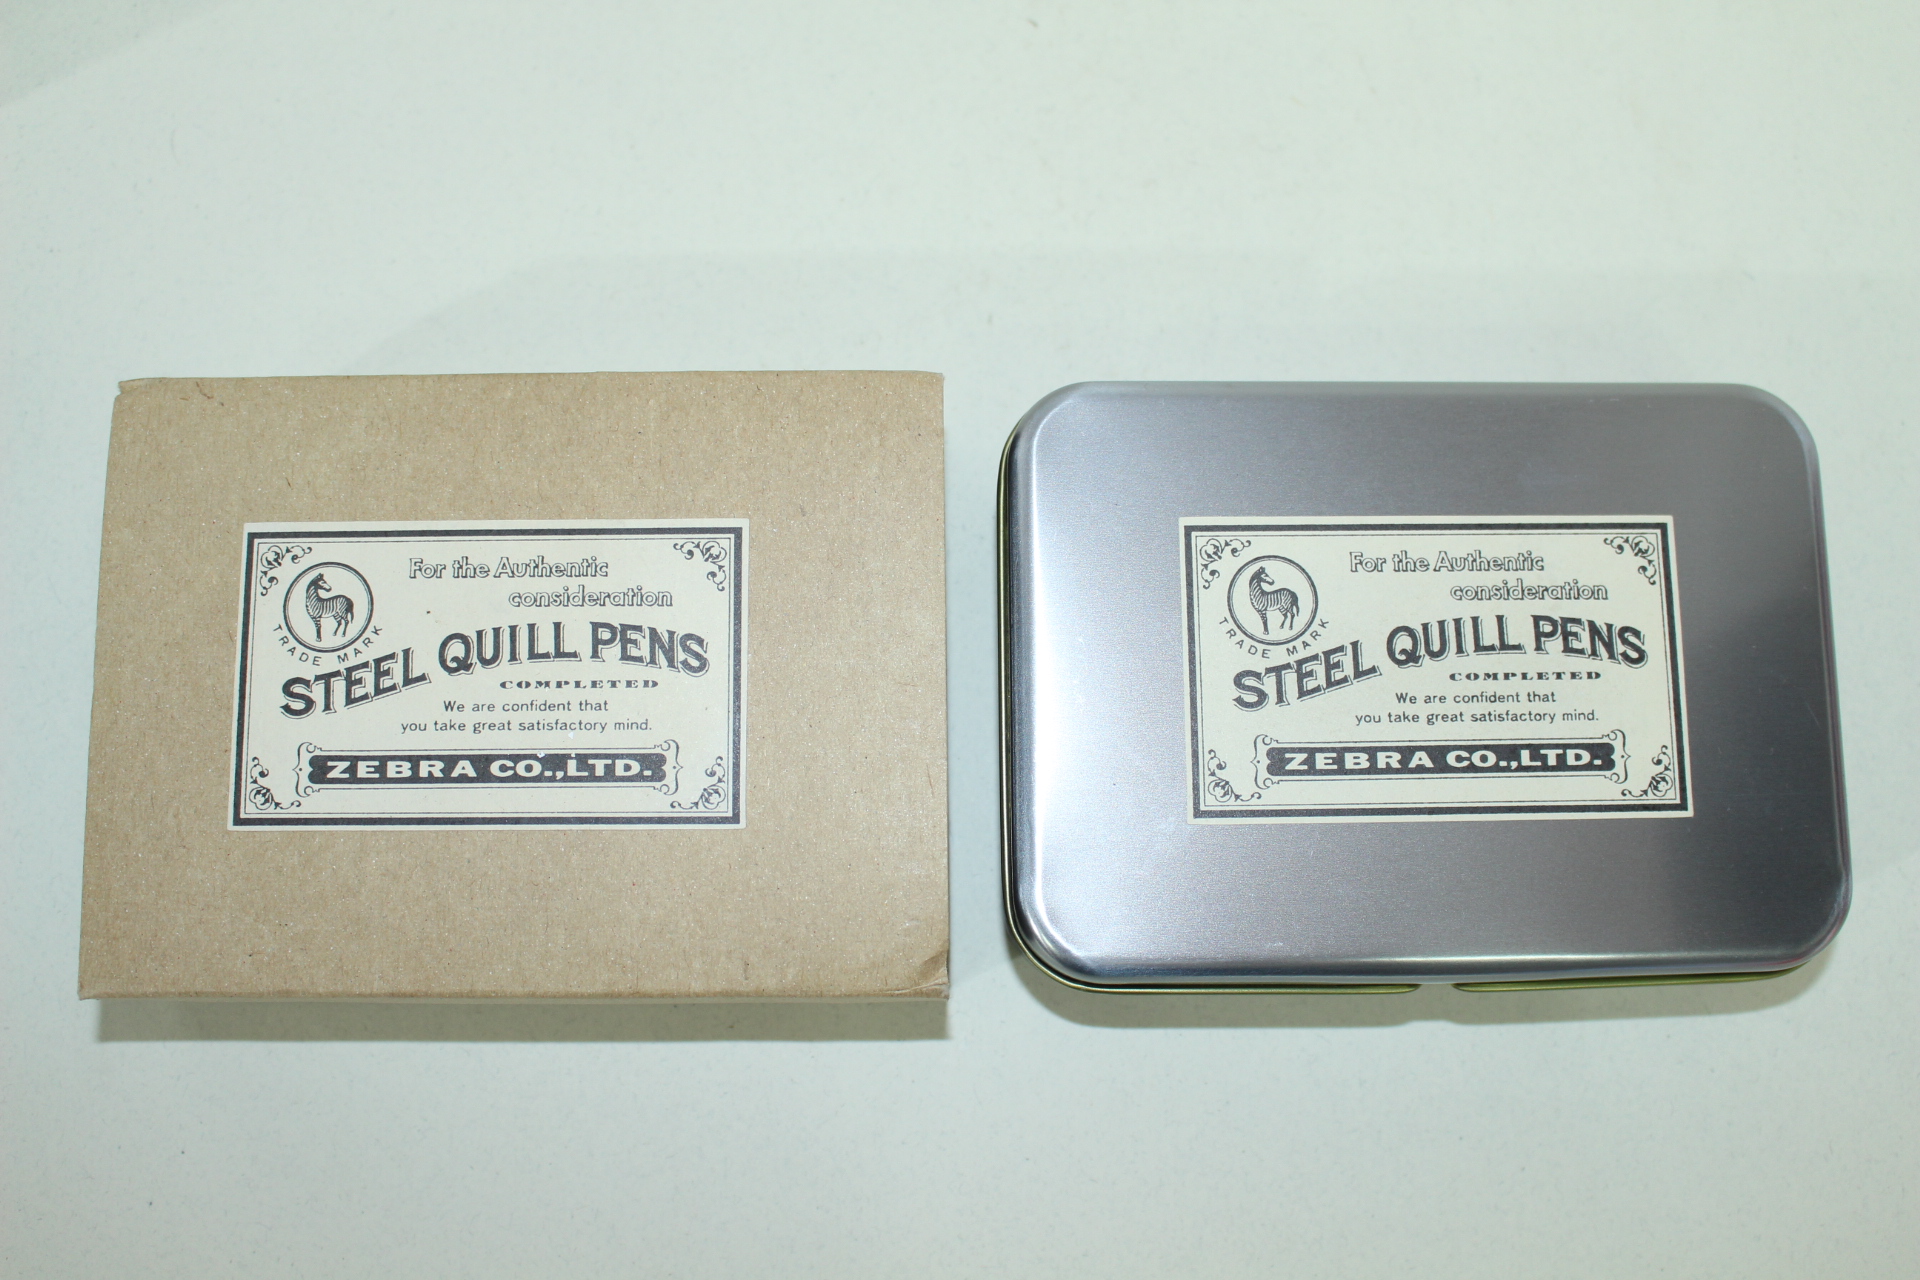 For the Authentic
consideration
TRADE MARK
STEEL QUILL PENS
COMPLETED
We are confident that
you take great satisfactory mind.
ZEBRA CO.,LTD.
For the Authentic
consideration
TRADE MARK
STEEL QUILL PENS
COMPLETED
We are confident that
you take great satisfactory mind.
ZEBRA CO.,LTD.